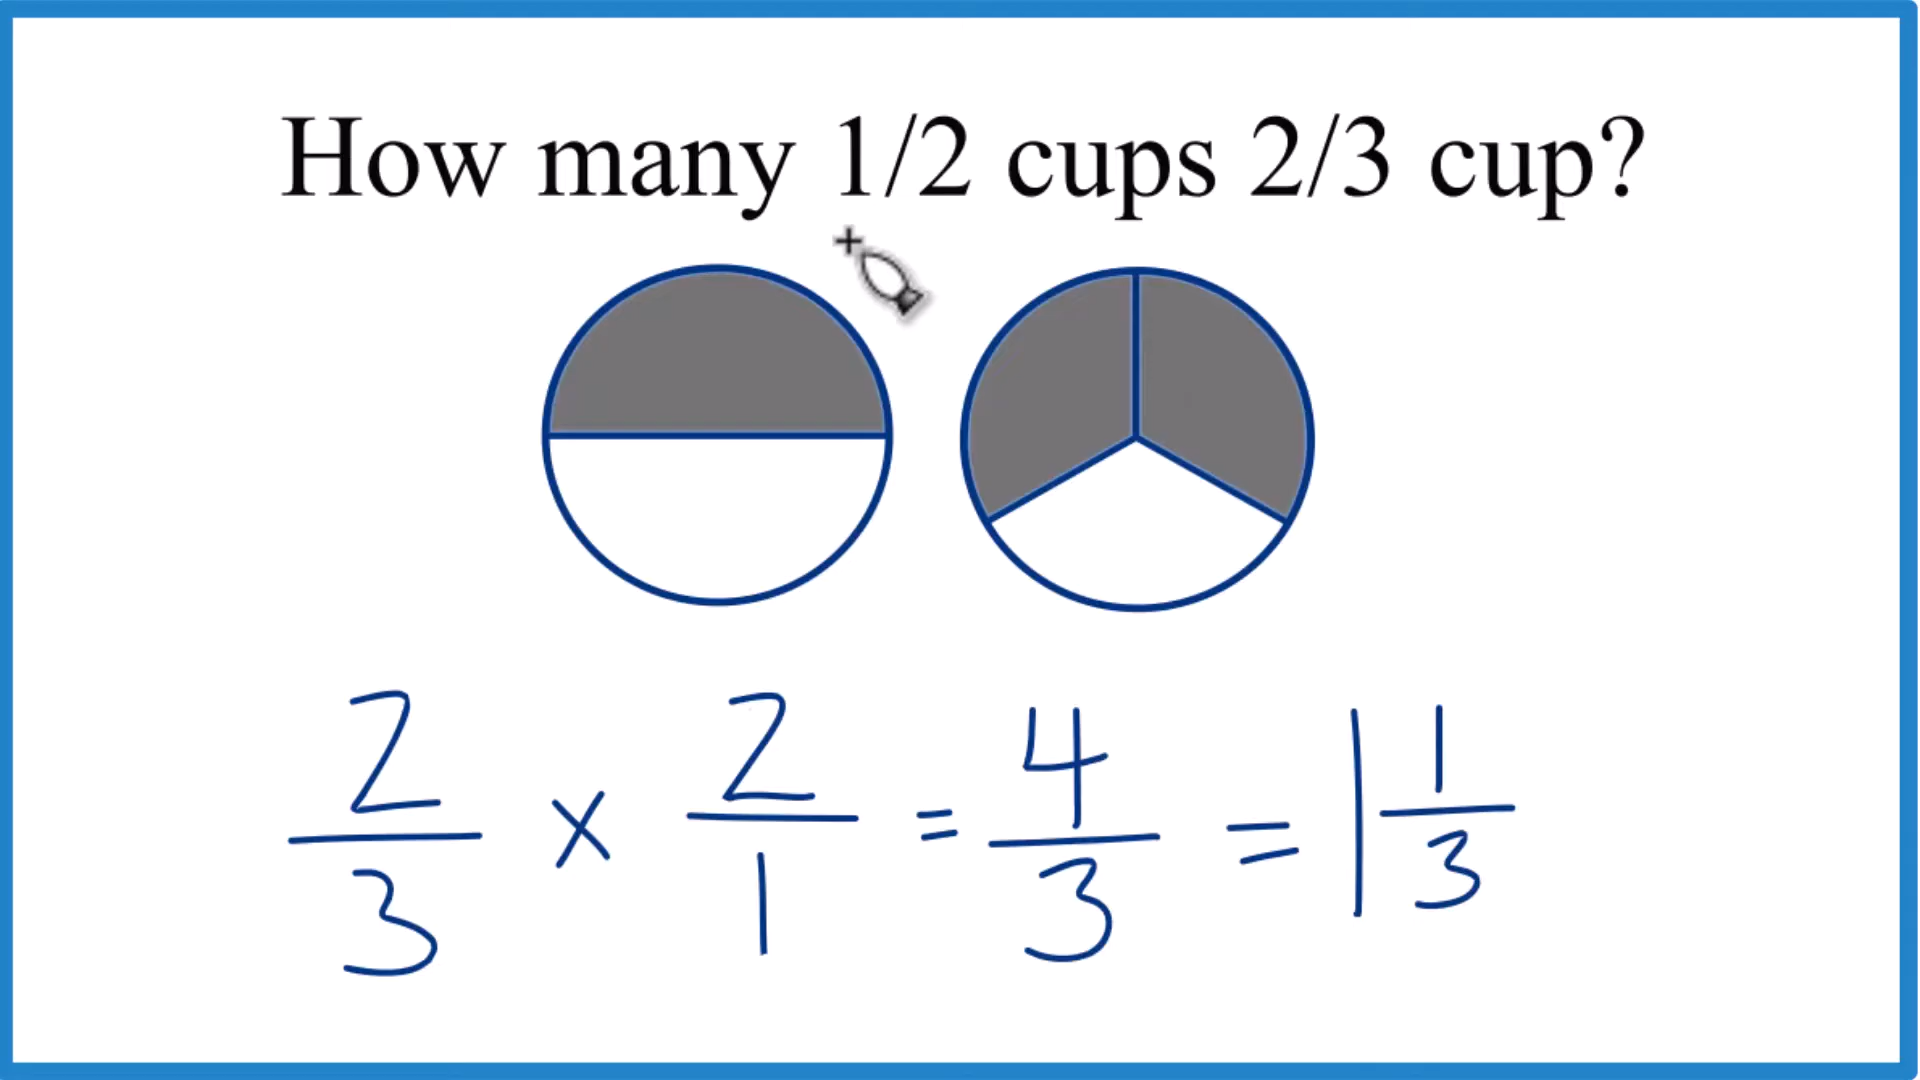 How many 1/2 cups 2/3 cup?
2/3 x 2/1 = 4/3 = 1 1/3